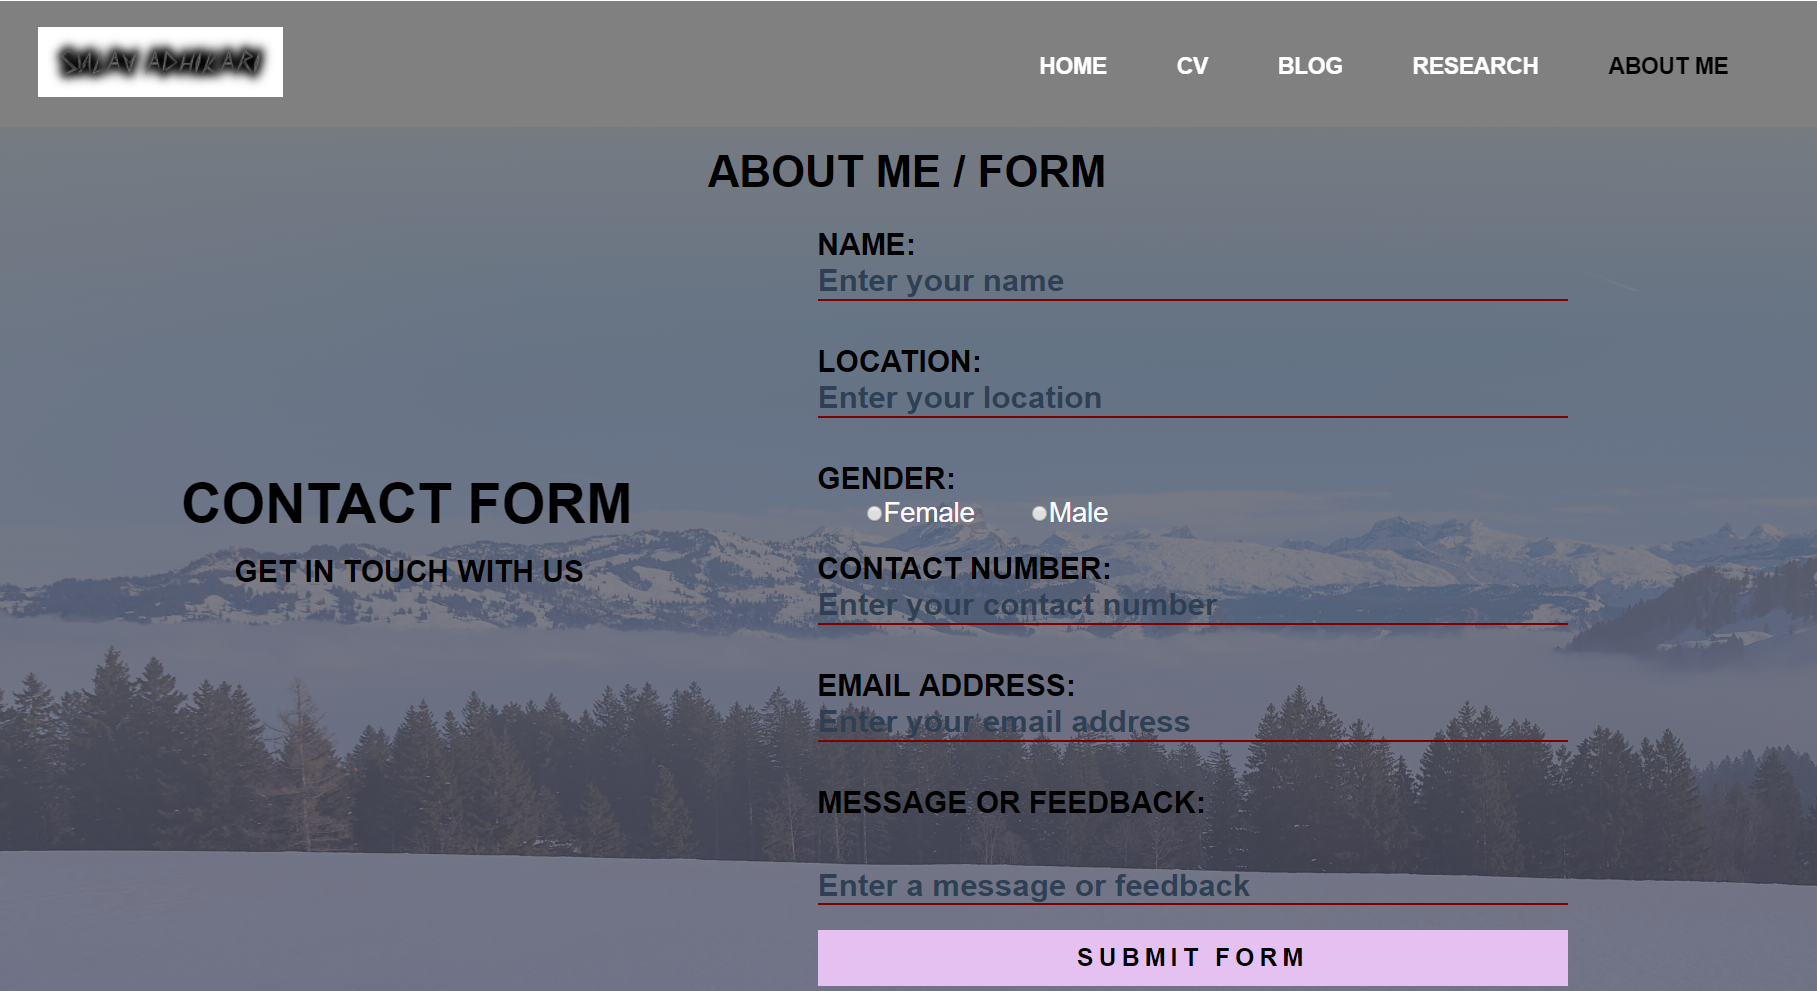 SULAV ADHIKARI
HOME CV BLOG RESEARCH ABOUT ME
ABOUT ME / FORM
NAME:
Enter your name
LOCATION:
Enter your location
GENDER:
Female Male
CONTACT FORM
GET IN TOUCH WITH US
CONTACT NUMBER:
Enter your contact number
EMAIL ADDRESS:
Enter your email address
MESSAGE OR FEEDBACK:
Enter a message or feedback
SUBMIT FORM